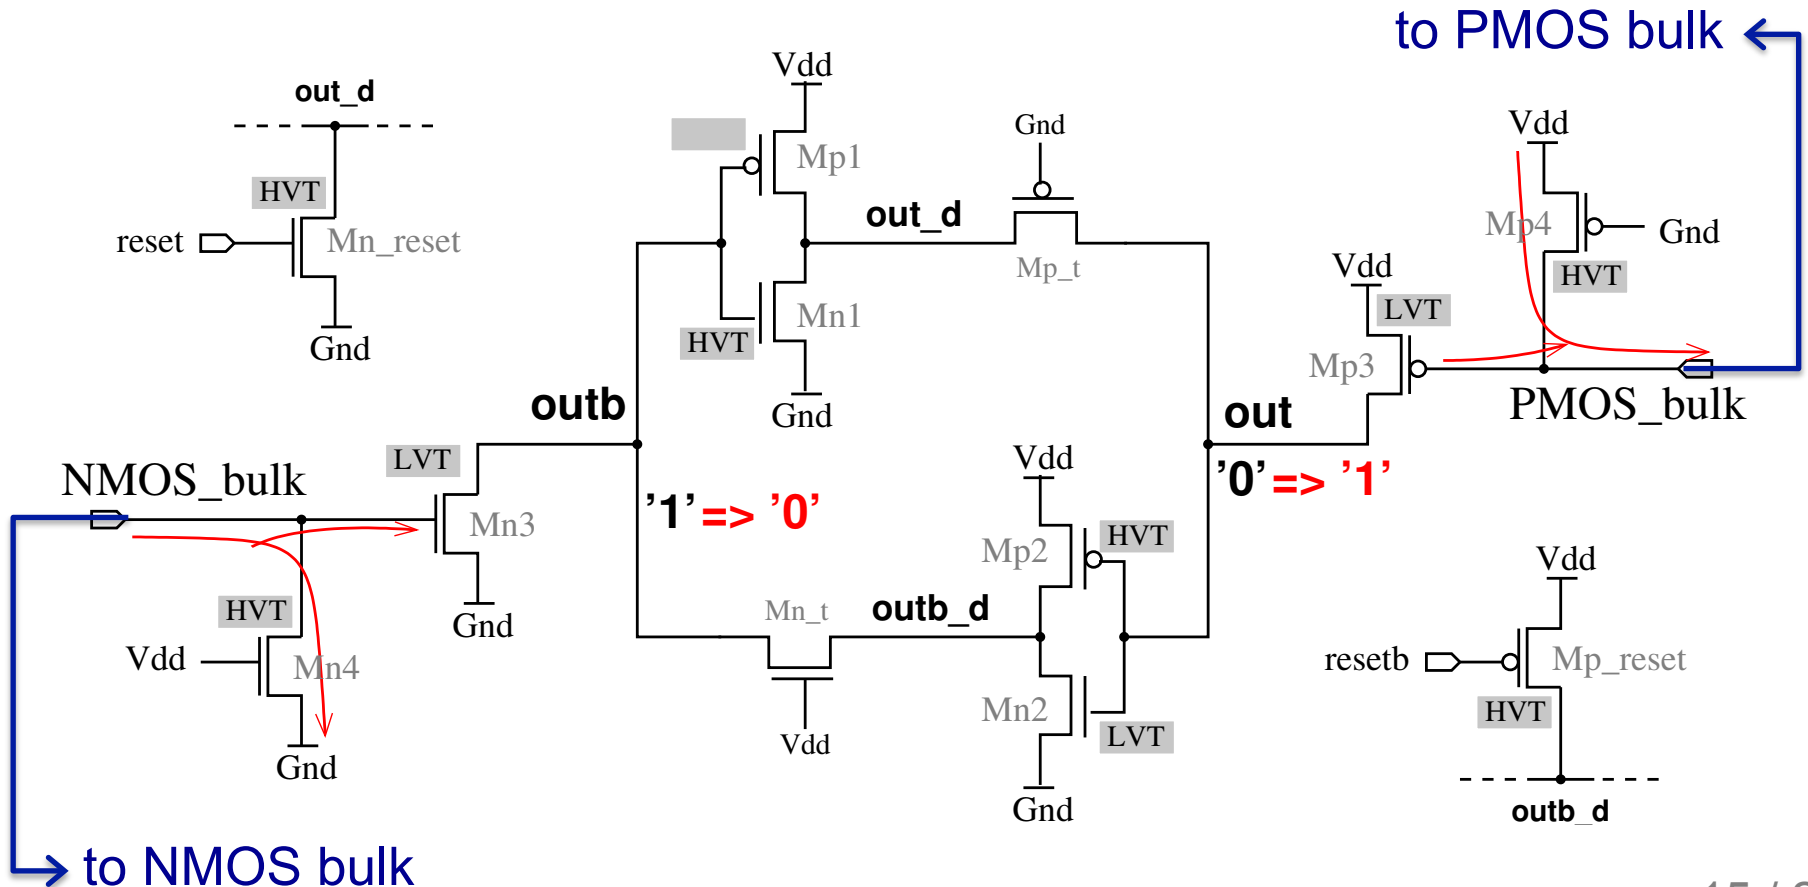 to PMOS bulk
Vdd
out_d
Gnd
Vdd
HVT
Mp1
Mp4
Gnd
reset
Mn_reset
out_d
Mp_t
Vdd
HVT
LVT
Mn1
HVT
Gnd
Mp3
outb
Gnd
out
PMOS_bulk
LVT
Vdd
NMOS_bulk
'1' => '0'
'0' => '1'
Mn3
HVT
Mp2
Vdd
HVT
Mn_t
outb_d
Gnd
Vdd
Mn4
resetb
Mp_reset
Mn2
HVT
LVT
Vdd
Gnd
Gnd
outb_d
to NMOS bulk